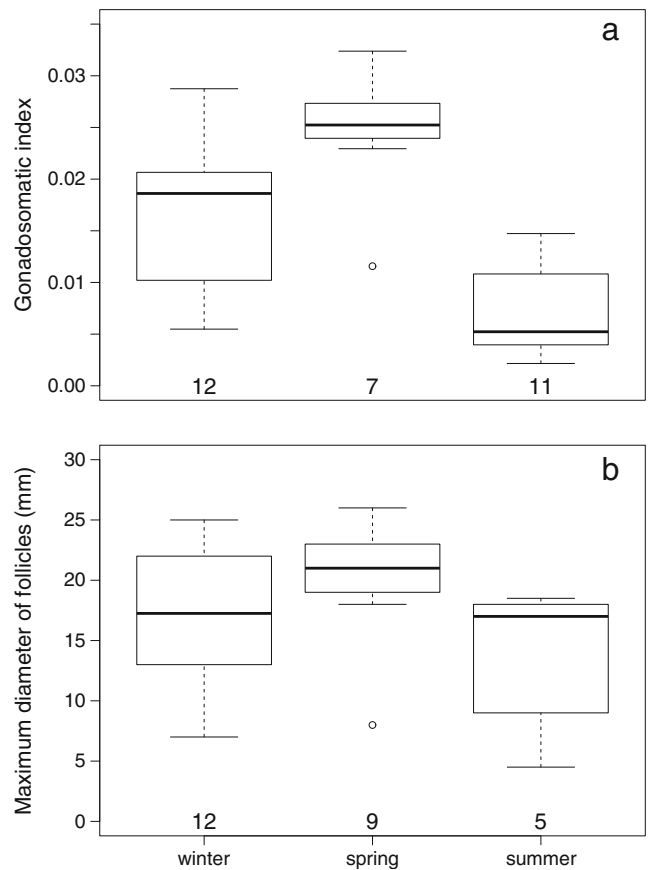 a
Gonadosomatic index
0.03
0.02
0.01
0.00
12 7 11
b
Maximum diameter of follicles (mm)
30
25
20
15
10
5
0
12 9 5
winter spring summer